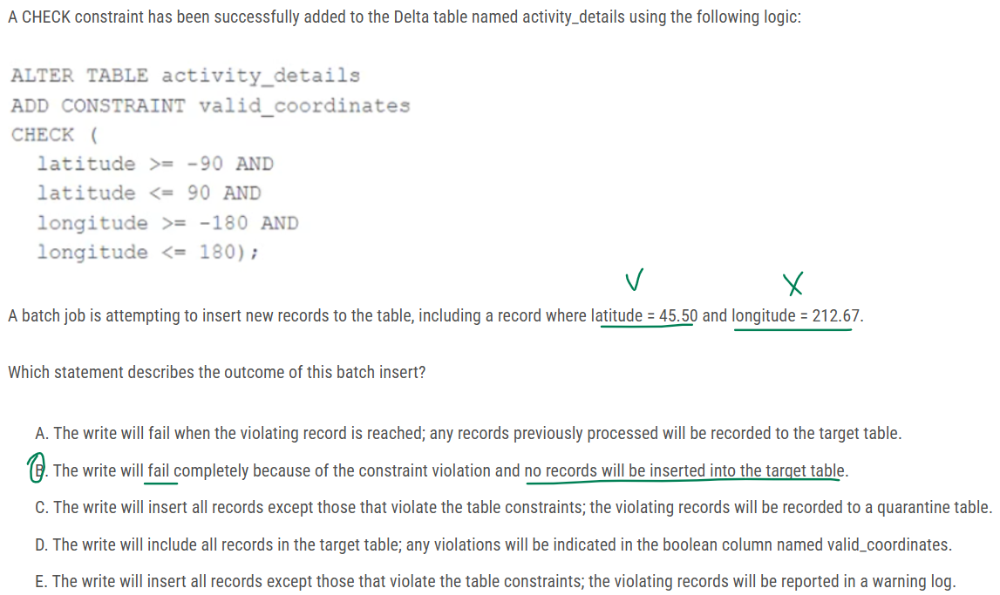 A CHECK constraint has been successfully added to the Delta table named activity_details using the following logic:
ALTER TABLE activity_details
ADD CONSTRAINT valid_coordinates
CHECK (
latitude >= -90 AND
latitude <= 90 AND
longitude >= -180 AND
longitude <= 180);
A batch job is attempting to insert new records to the table, including a record where latitude = 45.50 and longitude = 212.67.
Which statement describes the outcome of this batch insert?
A. The write will fail when the violating record is reached; any records previously processed will be recorded to the target table.
B. The write will fail completely because of the constraint violation and no records will be inserted into the target table.
C. The write will insert all records except those that violate the table constraints; the violating records will be recorded to a quarantine table.
D. The write will include all records in the target table; any violations will be indicated in the boolean column named valid_coordinates.
E. The write will insert all records except those that violate the table constraints; the violating records will be reported in a warning log.